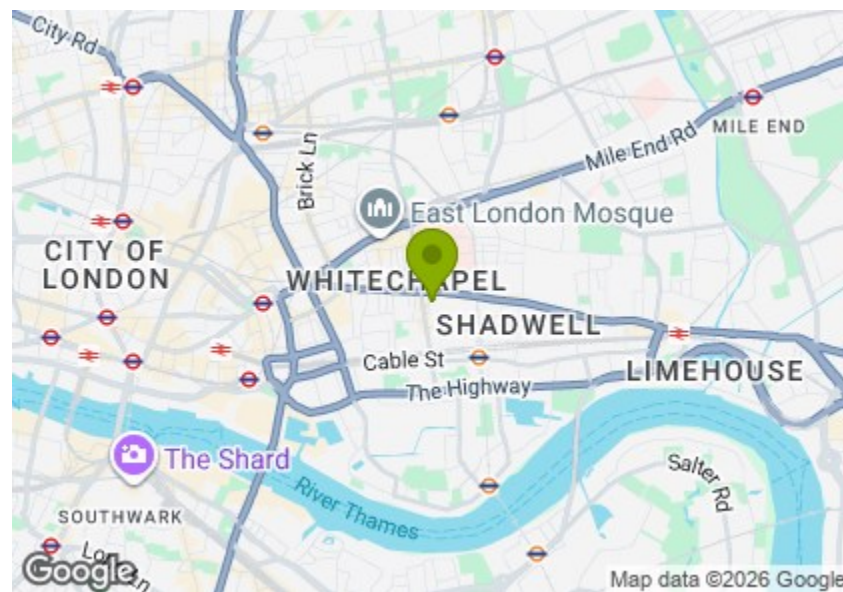 City Rd
Brick Ln
Mile End Rd
MILE END
East London Mosque
CITY OF
LONDON
WHITECHAPEL
SHADWELL
Cable St
The Highway
LIMEHOUSE
The Shard
River Thames
Salter Rd
SOUTHWARK
Google
Map data ©2026 Google